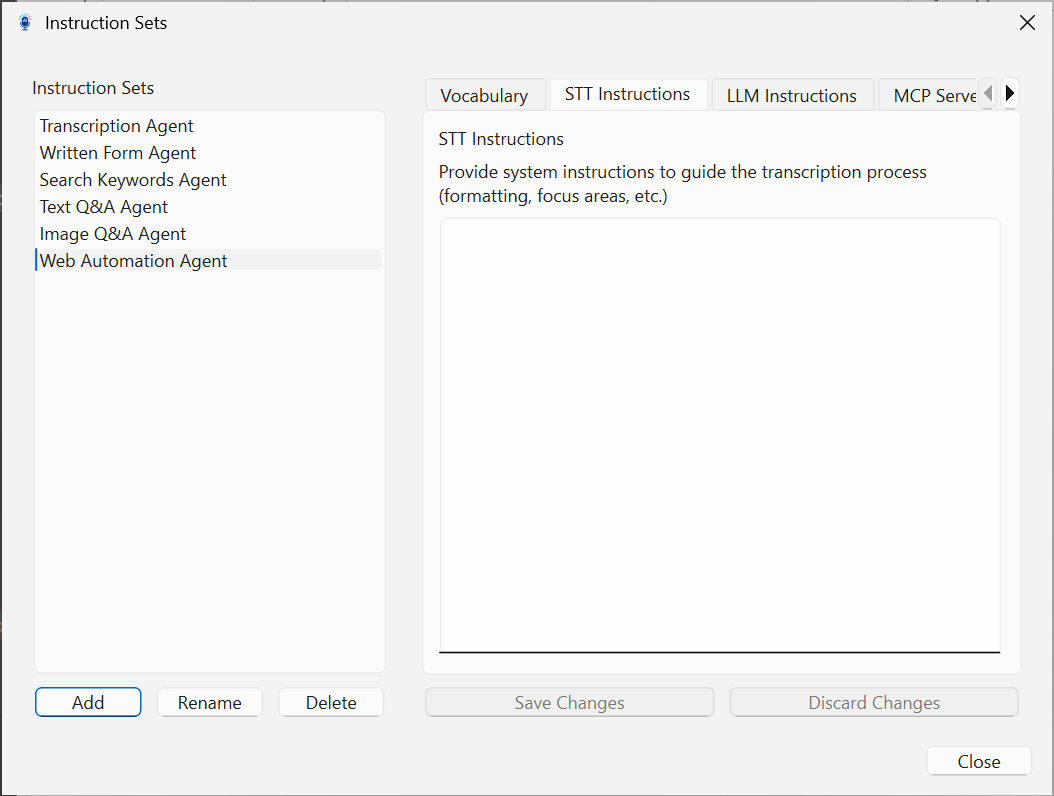 Instruction Sets
Instruction Sets
Transcription Agent
Written Form Agent
Search Keywords Agent
Text Q&A Agent
Image Q&A Agent
Web Automation Agent
Add
Rename
Delete
Vocabulary
STT Instructions
LLM Instructions
MCP Serve
STT Instructions
Provide system instructions to guide the transcription process
(formatting, focus areas, etc.)
Save Changes
Discard Changes
Close